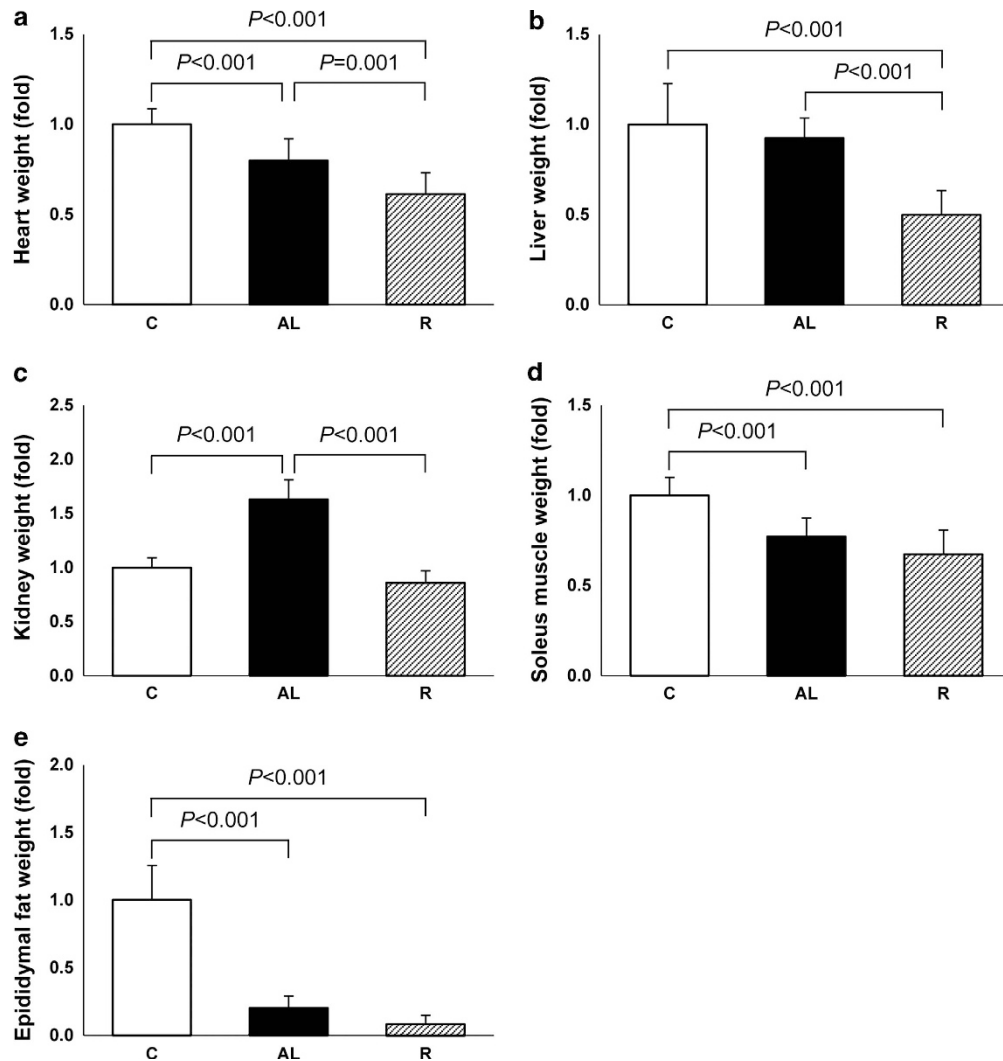 a
Heart weight (fold)
1.5
1.0
0.5
0.0
P<0.001
P<0.001 P=0.001
C AL R
b
Liver weight (fold)
1.5
1.0
0.5
0.0
P<0.001
P<0.001
C AL R
c
Kidney weight (fold)
2.5
2.0
1.5
1.0
0.5
0.0
P<0.001 P<0.001
C AL R
d
Soleus muscle weight (fold)
1.5
1.0
0.5
0.0
P<0.001
P<0.001
C AL R
e
Epididymal fat weight (fold)
2.0
1.5
1.0
0.5
0.0
P<0.001
P<0.001
C AL R